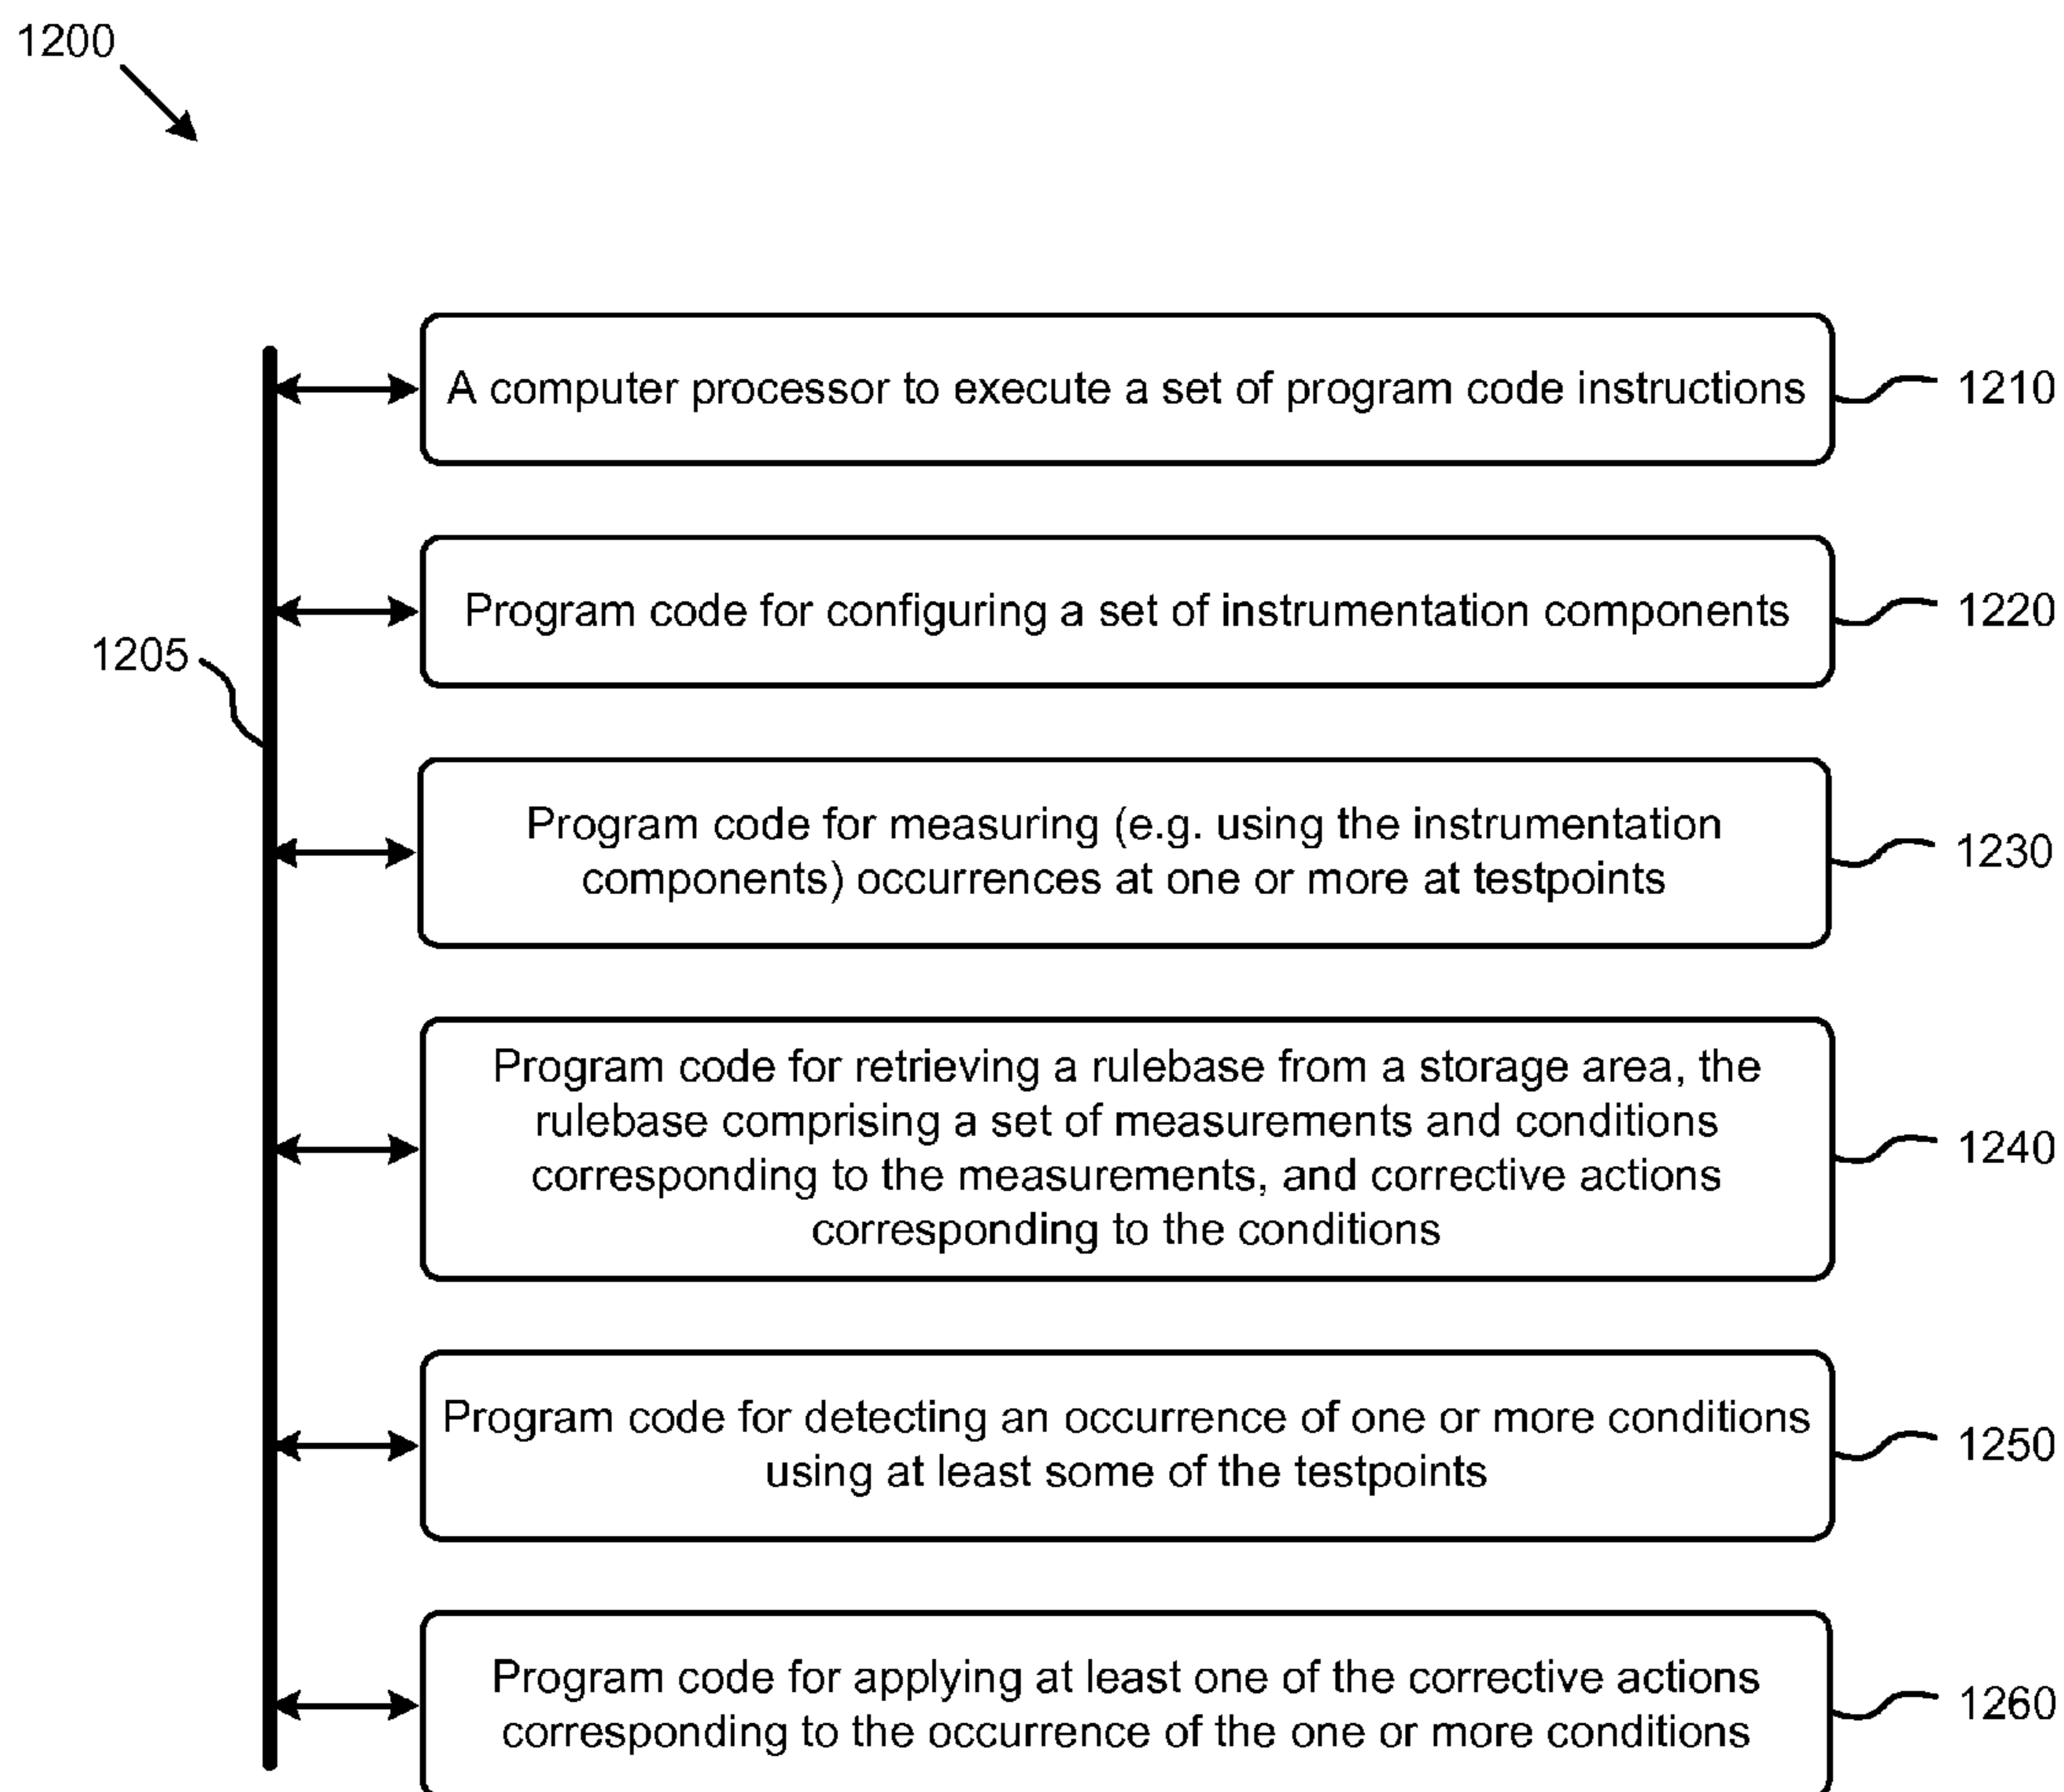 1200
A computer processor to execute a set of program code instructions
1210
Program code for configuring a set of instrumentation components
1220
1205
Program code for measuring (e.g. using the instrumentation
components) occurrences at one or more at testpoints
1230
Program code for retrieving a rulebase from a storage area, the
rulebase comprising a set of measurements and conditions
corresponding to the measurements, and corrective actions
corresponding to the conditions
1240
Program code for detecting an occurrence of one or more conditions
using at least some of the testpoints
1250
Program code for applying at least one of the corrective actions
corresponding to the occurrence of the one or more conditions
1260